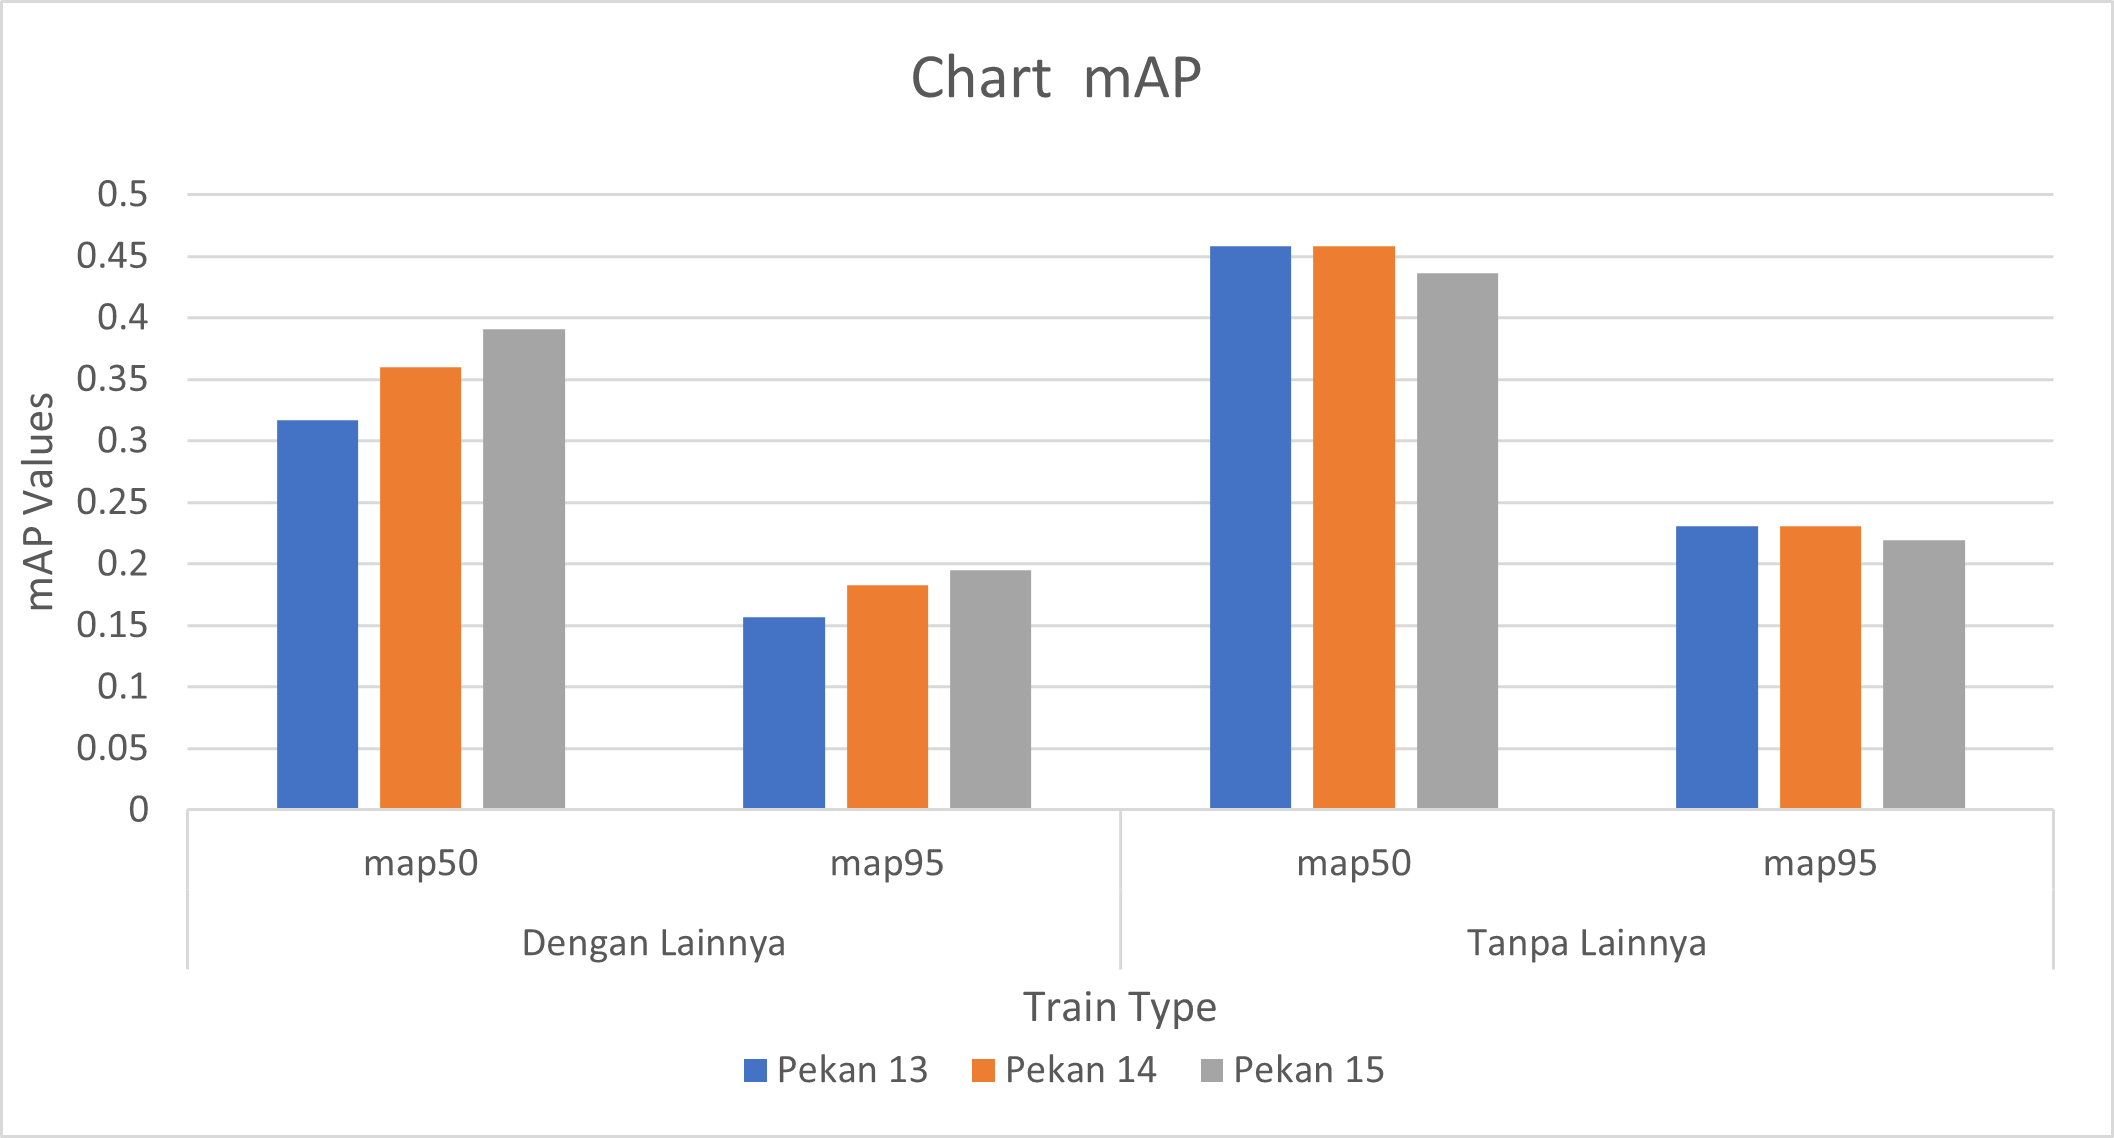 Chart mAP
0.5
0.45
0.4
0.35
0.3
0.25
0.2
0.15
0.1
0.05
0
mAP Values
map50 map95 map50 map95
Dengan Lainnya Tanpa Lainnya
Train Type
Pekan 13 Pekan 14 Pekan 15